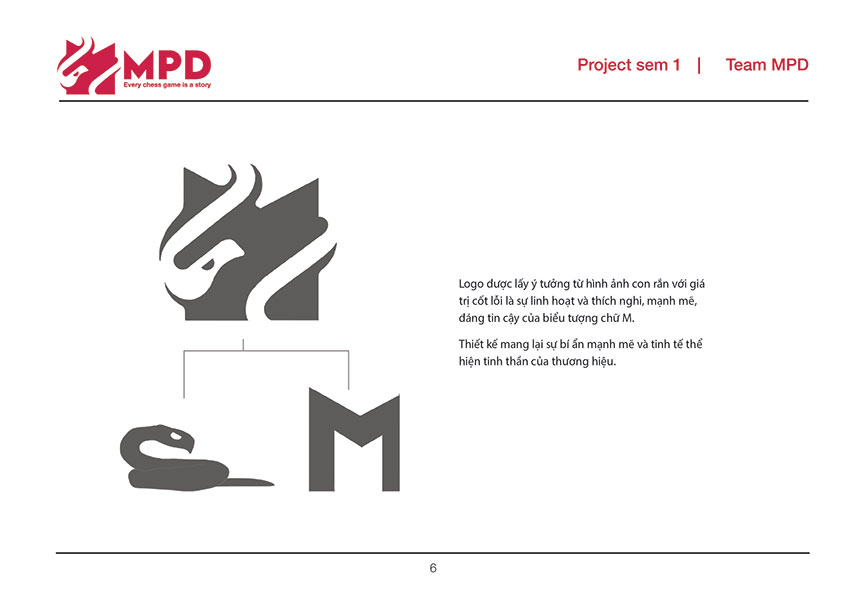 MPD
Every chess game is a story
Project sem 1 | Team MPD
Logo được lấy ý tưởng từ hình ảnh con rắn với giá
trị cốt lỗi là sự linh hoạt và thích nghi, mạnh mẽ,
đáng tin cậy của biểu tượng chữ M.
Thiết kế mang lại sự bí ẩn mạnh mẽ và tinh tế thể
hiện tinh thần của thương hiệu.
M
6